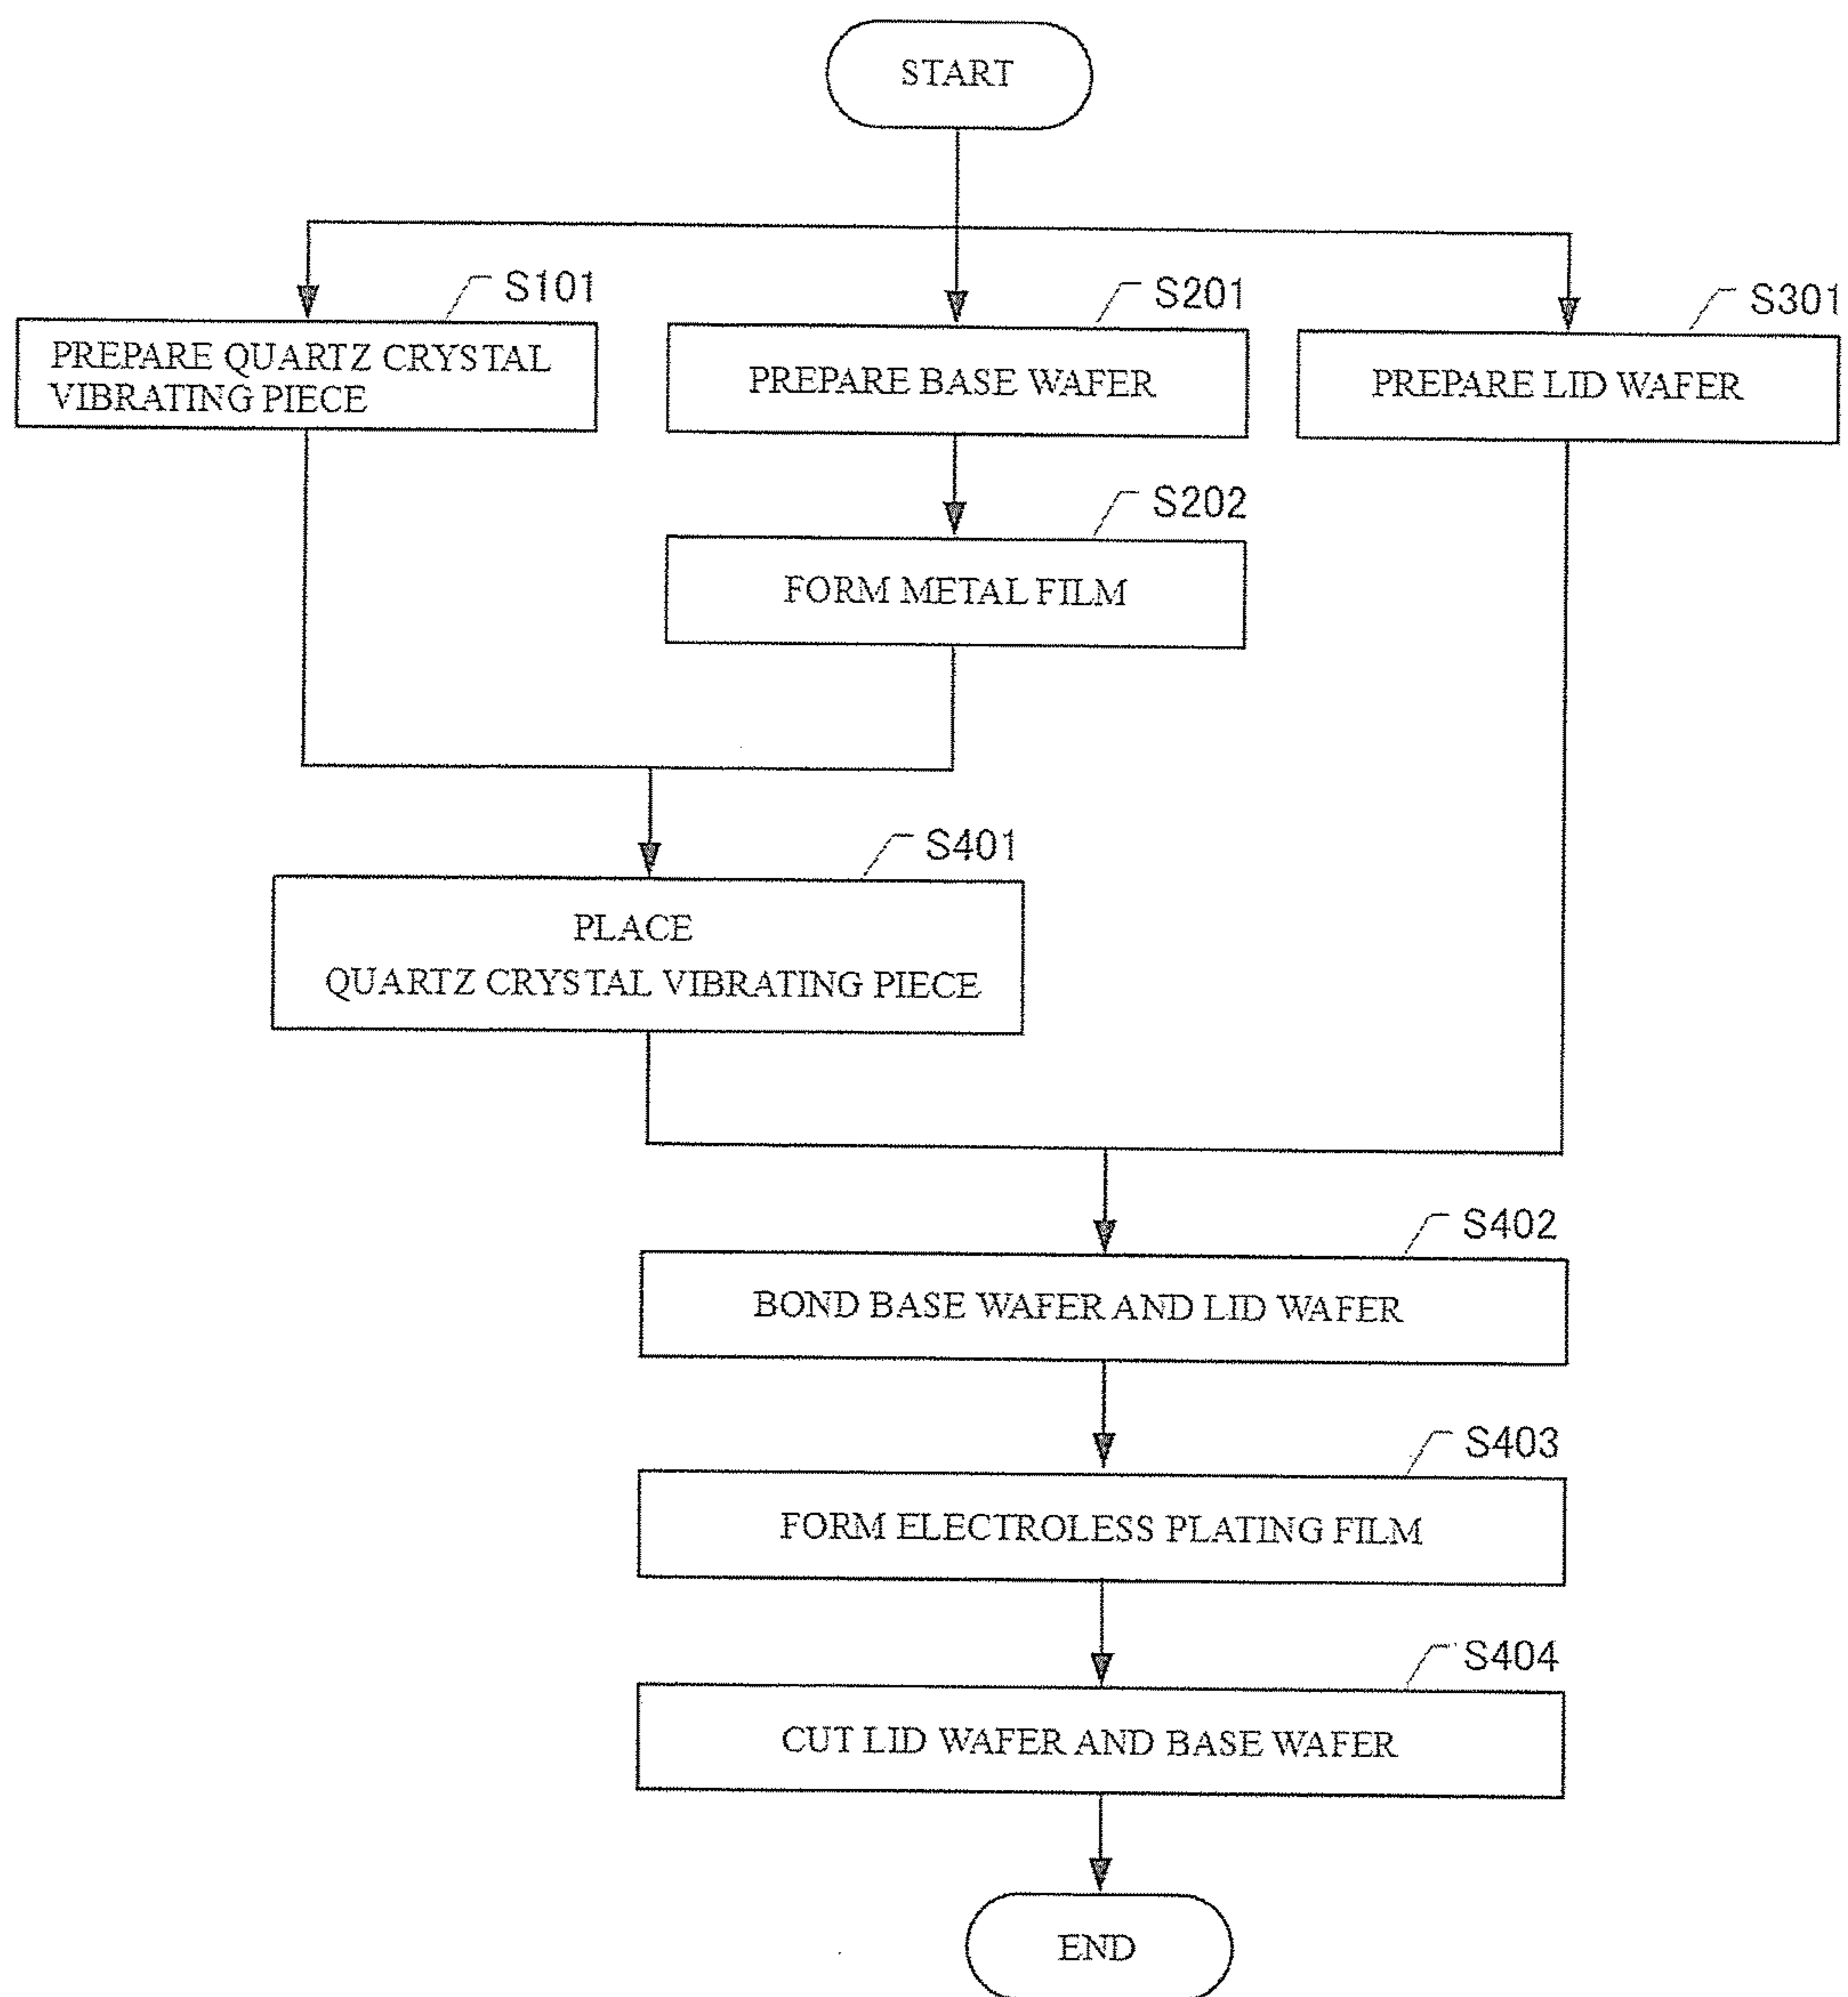 START
S101
PREPARE QUARTZ CRYSTAL
VIBRATING PIECE
S201
PREPARE BASE WAFER
S301
PREPARE LID WAFER
S202
FORM METAL FILM
S401
PLACE
QUARTZ CRYSTAL VIBRATING PIECE
S402
BOND BASE WAFER AND LID WAFER
S403
FORM ELECTROLESS PLATING FILM
S404
CUT LID WAFER AND BASE WAFER
END